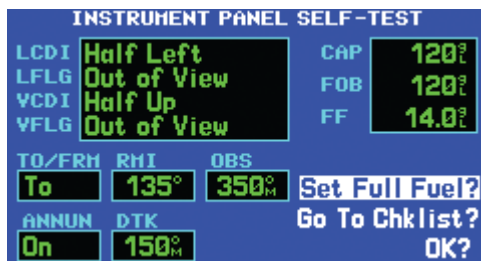 INSTRUMENT PANEL SELF-TEST
LCDI Half Left
LFLG Out of View
VCDI Half Up
VFLG Out of View
CAP 120 g/l
FOB 120 g/l
FF 14.0 g/l
TO/FRM RMI OBS
To 135° 350°M
Set Full Fuel?
ANNUN DTK
On 150°M
Go To Chklist?
OK?